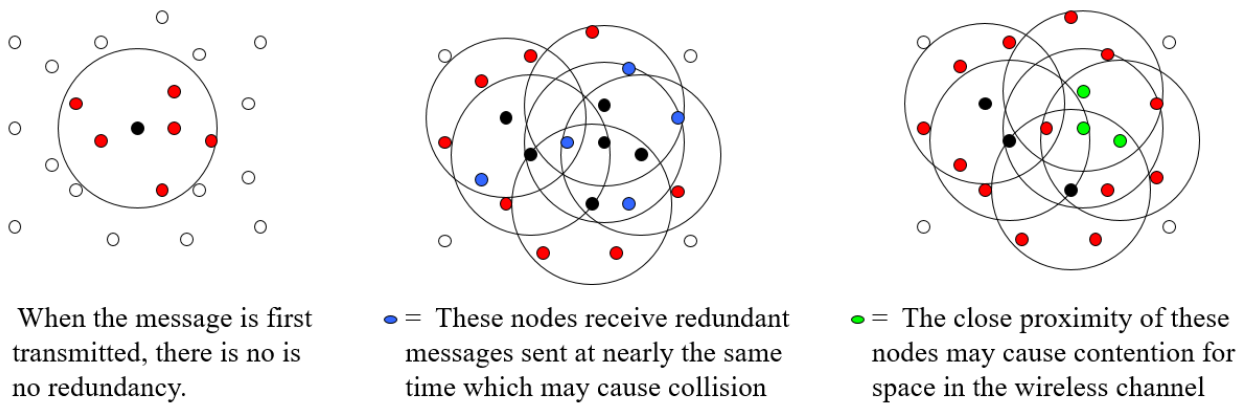 When the message is first
transmitted, there is no is
no redundancy.
= These nodes receive redundant
messages sent at nearly the same
time which may cause collision
= The close proximity of these
nodes may cause contention for
space in the wireless channel